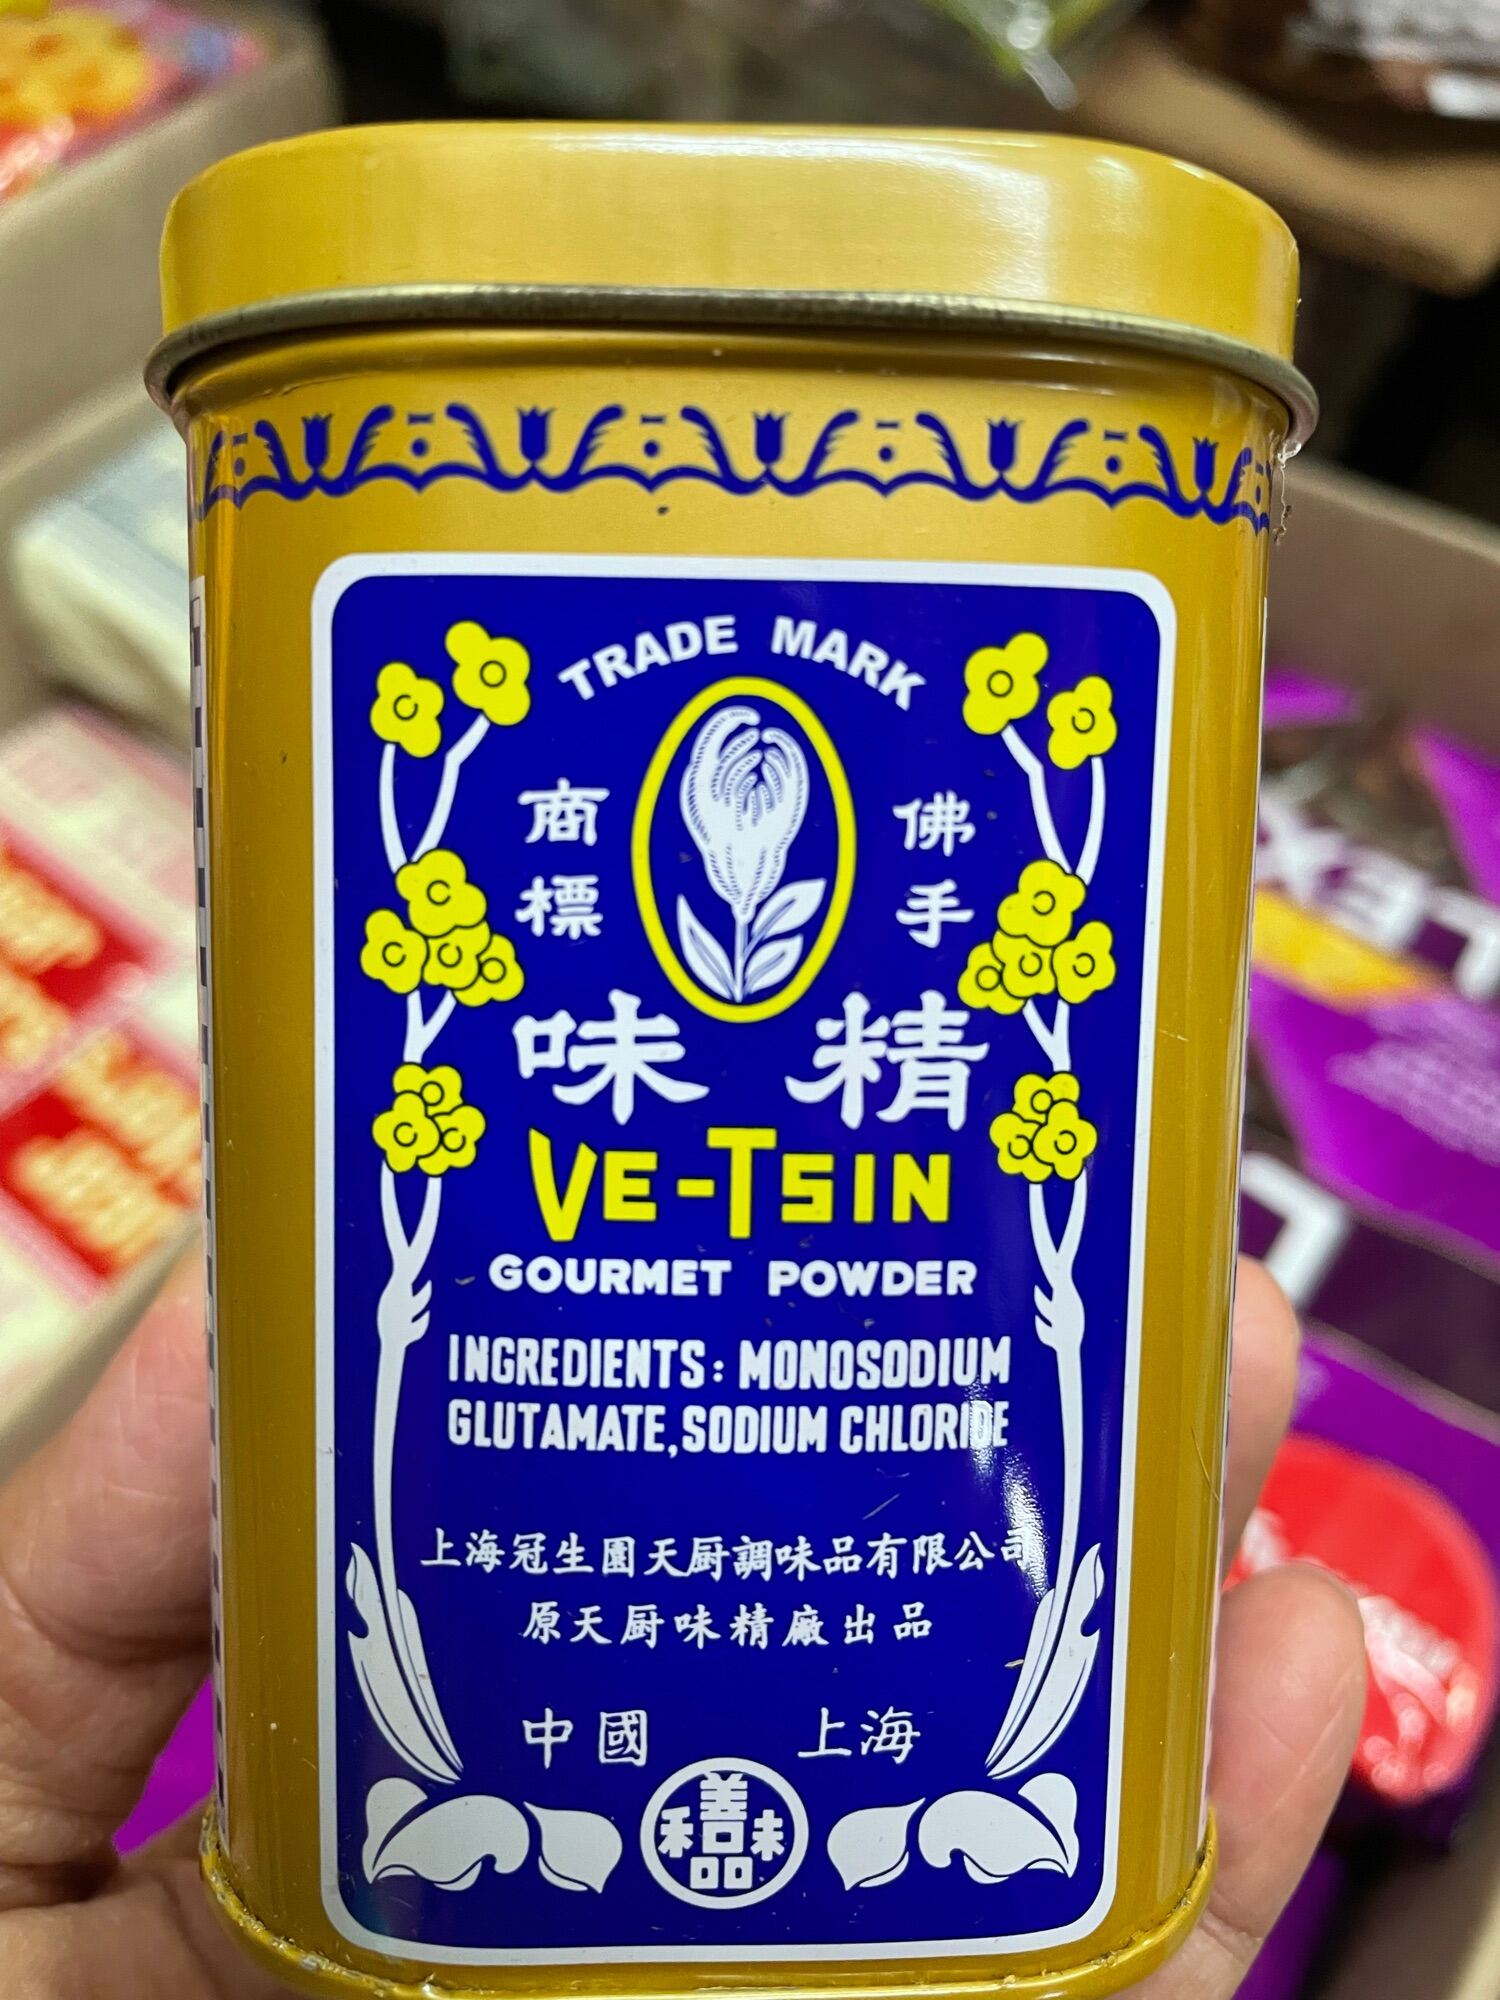 TRADE MARK
商標
佛手
味精
VE-TSIN
GOURMET POWDER
INGREDIENTS: MONOSODIUM
GLUTAMATE, SODIUM CHLORIDE
上海冠生園天厨調味品有限公司
原天厨味精廠出品
中國 上海